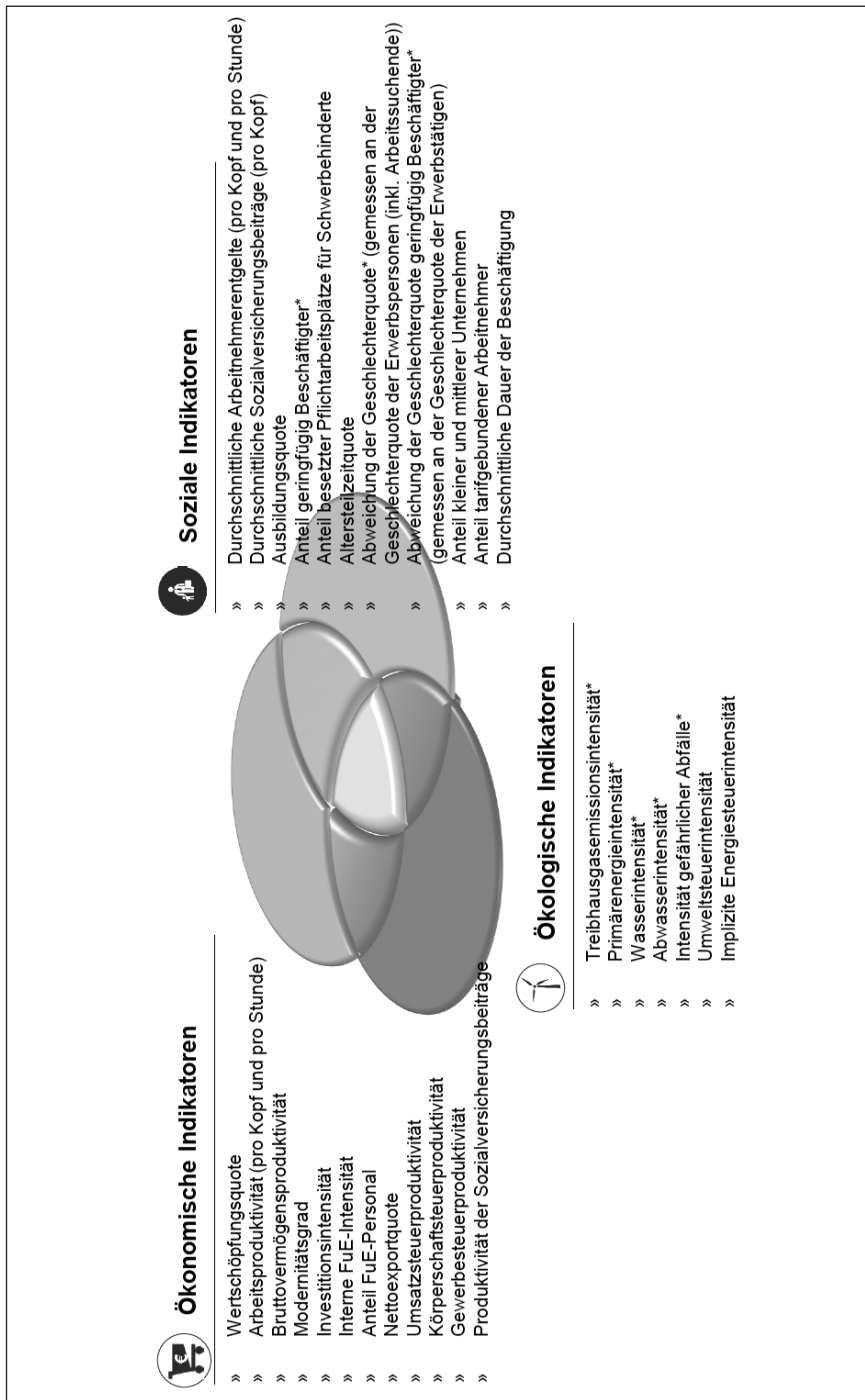 Ökonomische Indikatoren
» Wertschöpfungsquote
» Arbeitsproduktivität (pro Kopf und pro Stunde)
» Bruttovermögensproduktivität
» Modernitätsgrad
» Investitionsintensität
» Interne FuE-Intensität
» Anteil FuE-Personal
» Nettoexportquote
» Umsatzsteuerproduktivität
» Körperschaftsteuerproduktivität
» Gewerbesteuerproduktivität
» Produktivität der Sozialversicherungsbeiträge
Soziale Indikatoren
» Durchschnittliche Arbeitnehmerentgelte (pro Kopf und pro Stunde)
» Durchschnittliche Sozialversicherungsbeiträge (pro Kopf)
» Ausbildungsquote
» Anteil geringfügig Beschäftigter*
» Anteil besetzter Pflichtarbeitsplätze für Schwerbehinderte
» Altersteilzeitquote
» Abweichung der Geschlechterquote* (gemessen an der
Geschlechterquote der Erwerbspersonen (inkl. Arbeitssuchende))
» Abweichung der Geschlechterquote geringfügig Beschäftigter*
(gemessen an der Geschlechterquote der Erwerbstätigen)
» Anteil kleiner und mittlerer Unternehmen
» Anteil tarifgebundener Arbeitnehmer
» Durchschnittliche Dauer der Beschäftigung
Ökologische Indikatoren
» Treibhausgasemissionsintensität*
» Primärenergieintensität*
» Wasserintensität*
» Abwasserintensität*
» Intensität gefährlicher Abfälle*
» Umweltsteuerintensität
» Implizite Energiesteuerintensität